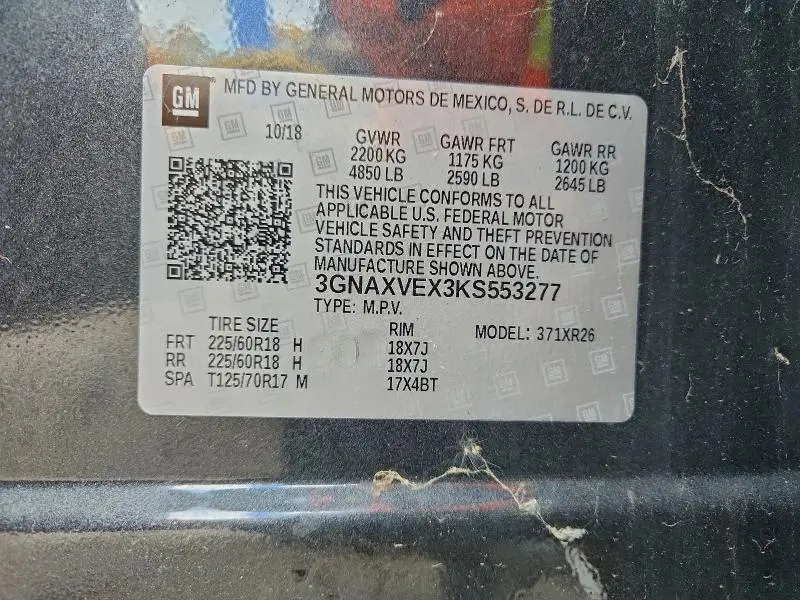 GM MFD BY GENERAL MOTORS DE MEXICO, S. DE R.L. DE C.V.
10/18 GVWR GAWR FRT GAWR RR
2200 KG 1175 KG 1200 KG
4850 LB 2590 LB 2645 LB
THIS VEHICLE CONFORMS TO ALL
APPLICABLE U.S. FEDERAL MOTOR
VEHICLE SAFETY AND THEFT PREVENTION
STANDARDS IN EFFECT ON THE DATE OF
MANUFACTURE SHOWN ABOVE.
3GNAXVEX3KS553277
TYPE: M.P.V.
TIRE SIZE RIM MODEL: 371XR26
FRT 225/60R18 H 18X7J
RR 225/60R18 H 18X7J
SPA T125/70R17 M 17X4BT